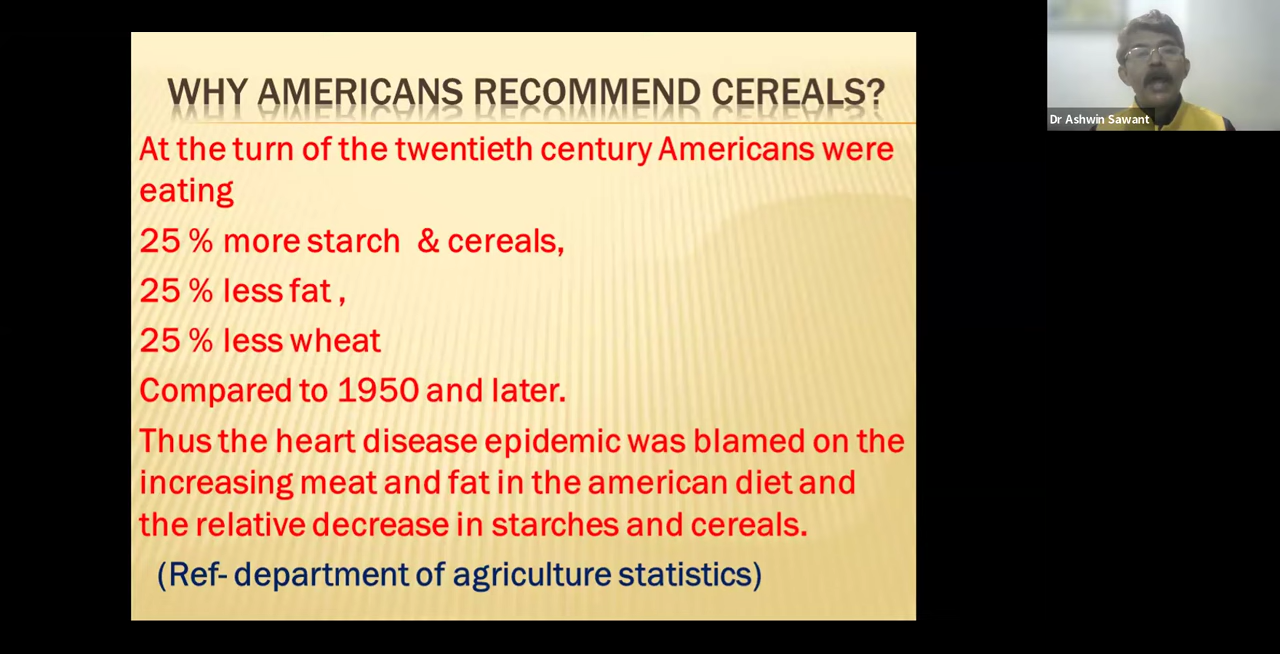 WHY AMERICANS RECOMMEND CEREALS?
At the turn of the twentieth century Americans were
eating
25 % more starch & cereals,
25 % less fat ,
25 % less wheat
Compared to 1950 and later.
Thus the heart disease epidemic was blamed on the
increasing meat and fat in the american diet and
the relative decrease in starches and cereals.
(Ref- department of agriculture statistics)
Dr Ashwin Sawant